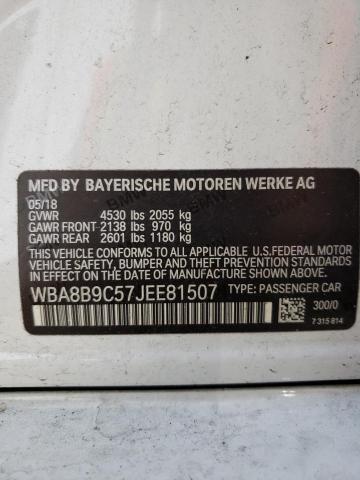 MFD BY BAYERISCHE MOTOREN WERKE AG
05/18
GVWR 4530 lbs 2055 kg
GAWR FRONT 2138 lbs 970 kg
GAWR REAR 2601 lbs 1180 kg
THIS VEHICLE CONFORMS TO ALL APPLICABLE U.S. FEDERAL MOTOR
VEHICLE SAFETY, BUMPER, AND THEFT PREVENTION STANDARDS IN
EFFECT ON THE DATE OF MANUFACTURE SHOWN ABOVE.
WBA8B9C57JEE81507 TYPE: PASSENGER CAR
300/0
7 315 814